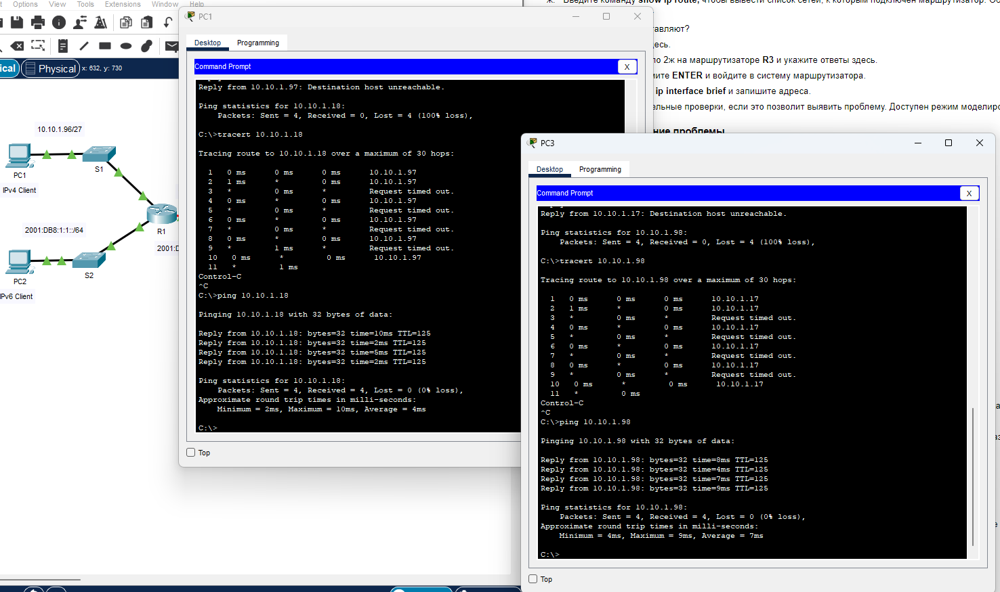 Options View Tools Extensions Window Help
Physical x: 632, y: 730
10.10.1.96/27
S1
PC1
IPv4 Client
2001:DB8:1:1::/64
R1
S2
PC2
IPv6 Client
PC1
Desktop Programming
Command Prompt X
Reply from 10.10.1.97: Destination host unreachable.
Ping statistics for 10.10.1.18:
Packets: Sent = 4, Received = 0, Lost = 4 (100% loss),
C:\>tracert 10.10.1.18
Tracing route to 10.10.1.18 over a maximum of 30 hops:
1 0 ms 0 ms 0 ms 10.10.1.97
2 1 ms * 0 ms 10.10.1.97
3 * 0 ms * Request timed out.
4 0 ms * 0 ms 10.10.1.97
5 * 0 ms * Request timed out.
6 0 ms * 0 ms 10.10.1.97
7 * 0 ms * Request timed out.
8 0 ms * 0 ms 10.10.1.97
9 * 1 ms * Request timed out.
10 0 ms * 0 ms 10.10.1.97
11 * 1 ms
Control-C
^C
C:\>ping 10.10.1.18
Pinging 10.10.1.18 with 32 bytes of data:
Reply from 10.10.1.18: bytes=32 time=10ms TTL=125
Reply from 10.10.1.18: bytes=32 time=2ms TTL=125
Reply from 10.10.1.18: bytes=32 time=5ms TTL=125
Reply from 10.10.1.18: bytes=32 time=2ms TTL=125
Ping statistics for 10.10.1.18:
Packets: Sent = 4, Received = 4, Lost = 0 (0% loss),
Approximate round trip times in milli-seconds:
Minimum = 2ms, Maximum = 10ms, Average = 4ms
C:\>
Top
ж. Введите команду show ip route, чтобы вывести список сетей, к которым подключен маршрутизатор.
по 2ж на маршрутизаторе R3 и укажите ответы здесь.
ENTER и войдите в систему маршрутизатора.
ip interface brief и запишите адреса.
проверки, если это позволит выявить проблему. Доступен режим
проблемы
PC3
Desktop Programming
Command Prompt X
Reply from 10.10.1.17: Destination host unreachable.
Ping statistics for 10.10.1.98:
Packets: Sent = 4, Received = 0, Lost = 4 (100% loss),
C:\>tracert 10.10.1.98
Tracing route to 10.10.1.98 over a maximum of 30 hops:
1 0 ms 0 ms 0 ms 10.10.1.17
2 1 ms * 0 ms 10.10.1.17
3 * 0 ms * Request timed out.
4 0 ms * 0 ms 10.10.1.17
5 * 0 ms * Request timed out.
6 0 ms * 0 ms 10.10.1.17
7 * 0 ms * Request timed out.
8 0 ms * 0 ms 10.10.1.17
9 * 0 ms * Request timed out.
10 0 ms * 0 ms 10.10.1.17
11 * 0 ms
Control-C
^C
C:\>ping 10.10.1.98
Pinging 10.10.1.98 with 32 bytes of data:
Reply from 10.10.1.98: bytes=32 time=8ms TTL=125
Reply from 10.10.1.98: bytes=32 time=4ms TTL=125
Reply from 10.10.1.98: bytes=32 time=7ms TTL=125
Reply from 10.10.1.98: bytes=32 time=9ms TTL=125
Ping statistics for 10.10.1.98:
Packets: Sent = 4, Received = 4, Lost = 0 (0% loss),
Approximate round trip times in milli-seconds:
Minimum = 4ms, Maximum = 9ms, Average = 7ms
C:\>
Top